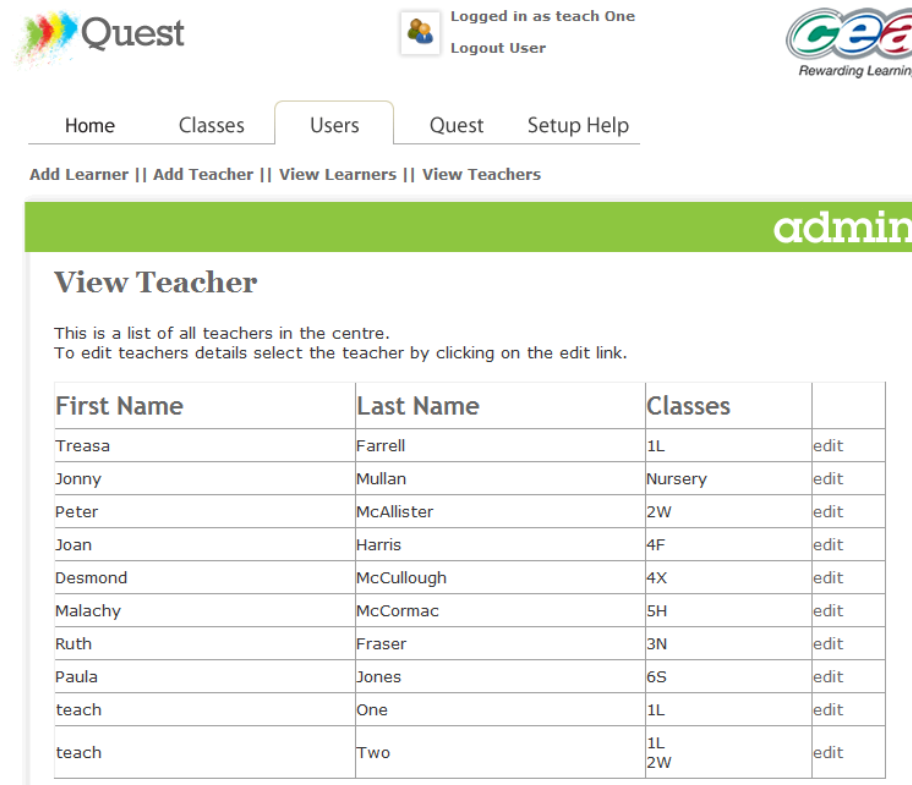 Quest
Logged in as teach One
Logout User
cea
Rewarding Learning
Home Classes Users Quest Setup Help
Add Learner || Add Teacher || View Learners || View Teachers
admin
View Teacher
This is a list of all teachers in the centre.
To edit teachers details select the teacher by clicking on the edit link.
First Name Last Name Classes
Treasa Farrell 1L edit
Jonny Mullan Nursery edit
Peter McAllister 2W edit
Joan Harris 4F edit
Desmond McCullough 4X edit
Malachy McCormac 5H edit
Ruth Fraser 3N edit
Paula Jones 6S edit
teach One 1L edit
teach Two 1L edit
2W